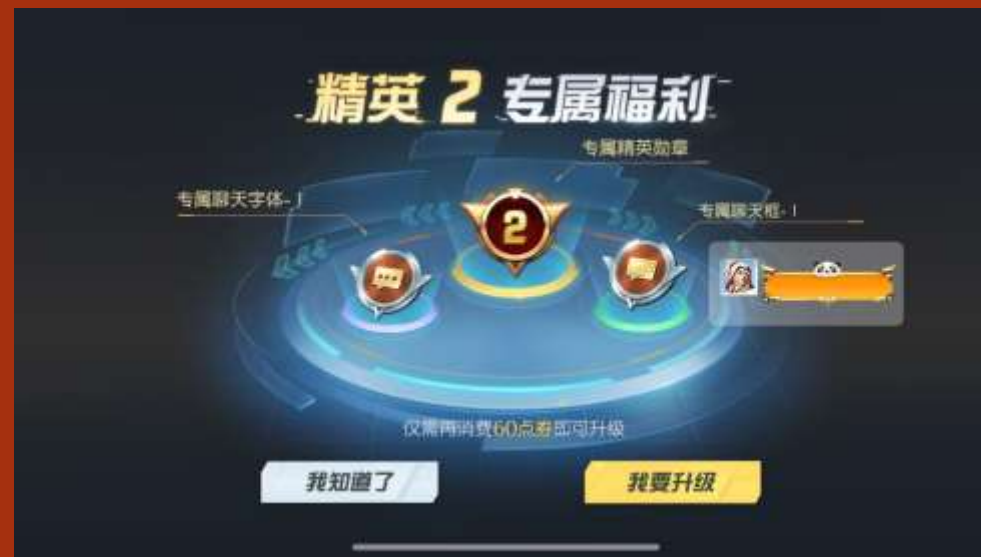 精英 2 专属福利
专属精英勋章
专属聊天字体- I
专属聊天框- I
2
仅需再消费60点券即可升级
我知道了
我要升级